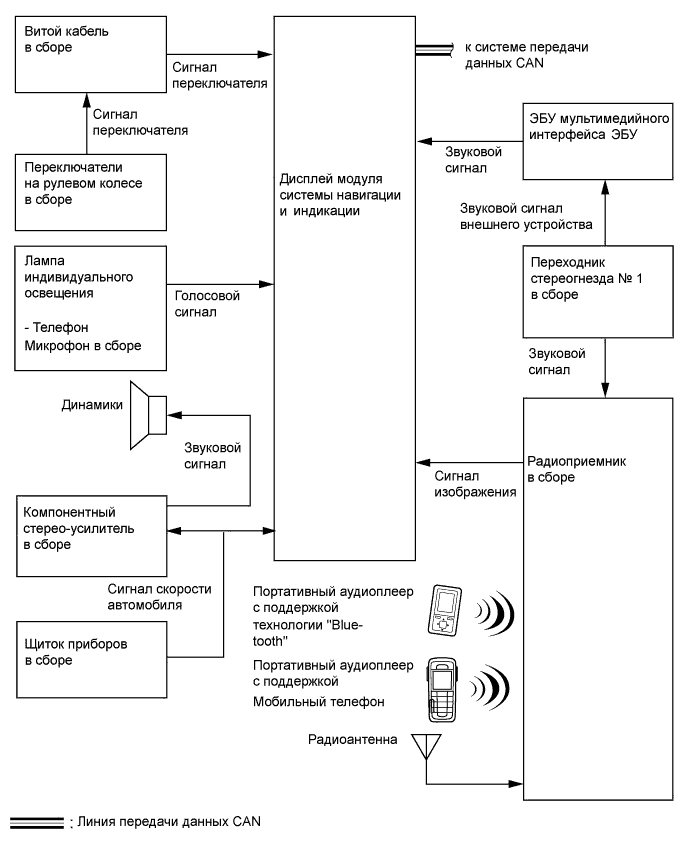 Витой кабель
в сборе
Сигнал
переключателя
к системе передачи
данных CAN
Сигнал
переключателя
ЭБУ мультимедийного
интерфейса ЭБУ
Звуковой
сигнал
Переключатели
на рулевом колесе
в сборе
Дисплей модуля
системы навигации
и индикации
Звуковой сигнал
внешнего устройства
Лампа
индивидуального
освещения
- Телефон
Микрофон в сборе
Голосовой
сигнал
Переходник
стереогнезда № 1
в сборе
Звуковой
сигнал
Динамики
Звуковой
сигнал
Радиоприемник
в сборе
Сигнал
изображения
Компонентный
стерео-усилитель
в сборе
Сигнал скорости
автомобиля
Щиток приборов
в сборе
Портативный аудиоплеер
с поддержкой
технологии "Blue-
tooth"
Портативный аудиоплеер
с поддержкой
Мобильный телефон
Радиоантенна
: Линия передачи данных CAN